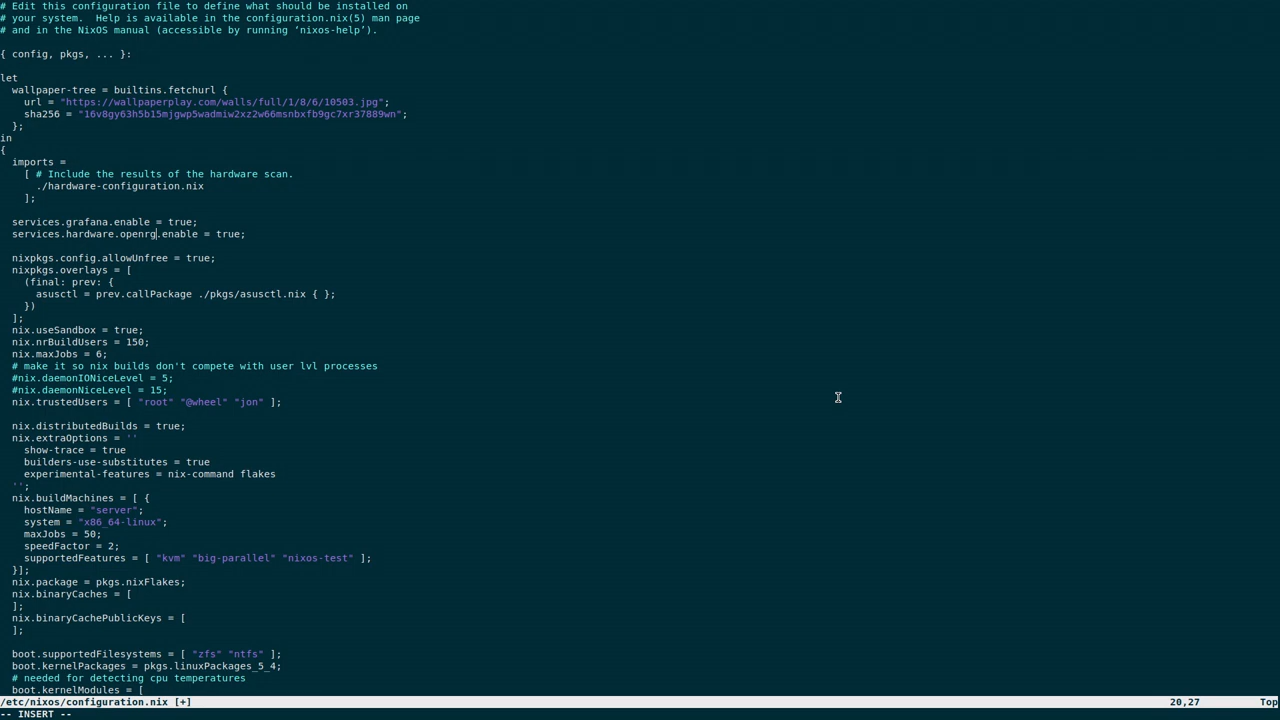 # Edit this configuration file to define what should be installed on
# your system.  Help is available in the configuration.nix(5) man page
# and in the NixOS manual (accessible by running ‘nixos-help’).

{ config, pkgs, ... }:

let
  wallpaper-tree = builtins.fetchurl {
    url = "https://wallpaperplay.com/walls/full/1/8/6/10503.jpg";
    sha256 = "16v8gy63h5b15mjgwp5wadmiw2xz2w66msnbxfb9gc7xr37889wn";
  };
in
{
  imports =
    [ # Include the results of the hardware scan.
      ./hardware-configuration.nix
    ];

  services.grafana.enable = true;
  services.hardware.openrg.enable = true;

  nixpkgs.config.allowUnfree = true;
  nixpkgs.overlays = [
    (final: prev: {
      asusctl = prev.callPackage ./pkgs/asusctl.nix { };
    })
  ];
  nix.useSandbox = true;
  nix.nrBuildUsers = 150;
  nix.maxJobs = 6;
  # make it so nix builds don't compete with user lvl processes
  #nix.daemonIONiceLevel = 5;
  #nix.daemonNiceLevel = 15;
  nix.trustedUsers = [ "root" "@wheel" "jon" ];

  nix.distributedBuilds = true;
  nix.extraOptions = ''
    show-trace = true
    builders-use-substitutes = true
    experimental-features = nix-command flakes
  '';
  nix.buildMachines = [ {
    hostName = "server";
    system = "x86_64-linux";
    maxJobs = 50;
    speedFactor = 2;
    supportedFeatures = [ "kvm" "big-parallel" "nixos-test" ];
  }];
  nix.package = pkgs.nixFlakes;
  nix.binaryCaches = [
  ];
  nix.binaryCachePublicKeys = [
  ];

  boot.supportedFilesystems = [ "zfs" "ntfs" ];
  boot.kernelPackages = pkgs.linuxPackages_5_4;
  # needed for detecting cpu temperatures
  boot.kernelModules = [
/etc/nixos/configuration.nix [+] 20,27 Top
-- INSERT --